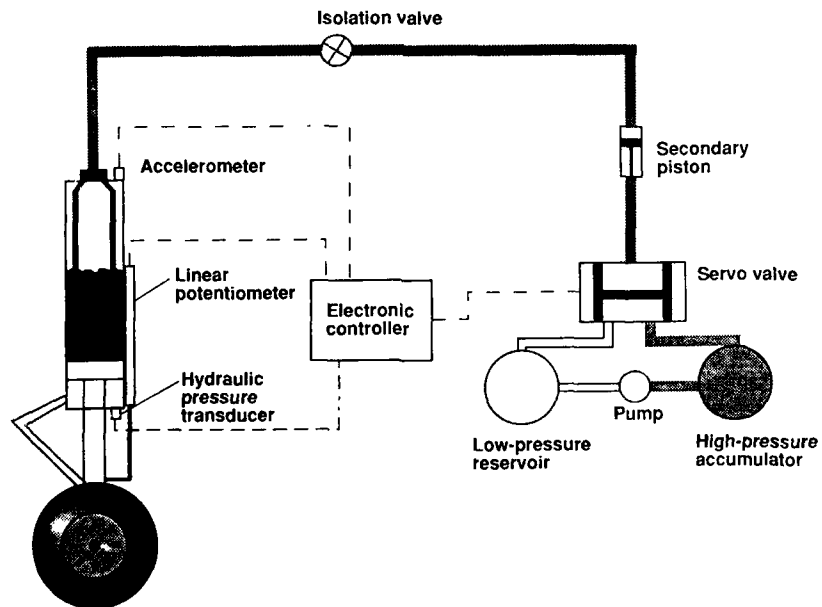 Isolation valve
Accelerometer
Secondary
piston
Linear
potentiometer
Servo valve
Electronic
controller
Hydraulic
pressure
transducer
Pump
Low-pressure
reservoir
High-pressure
accumulator